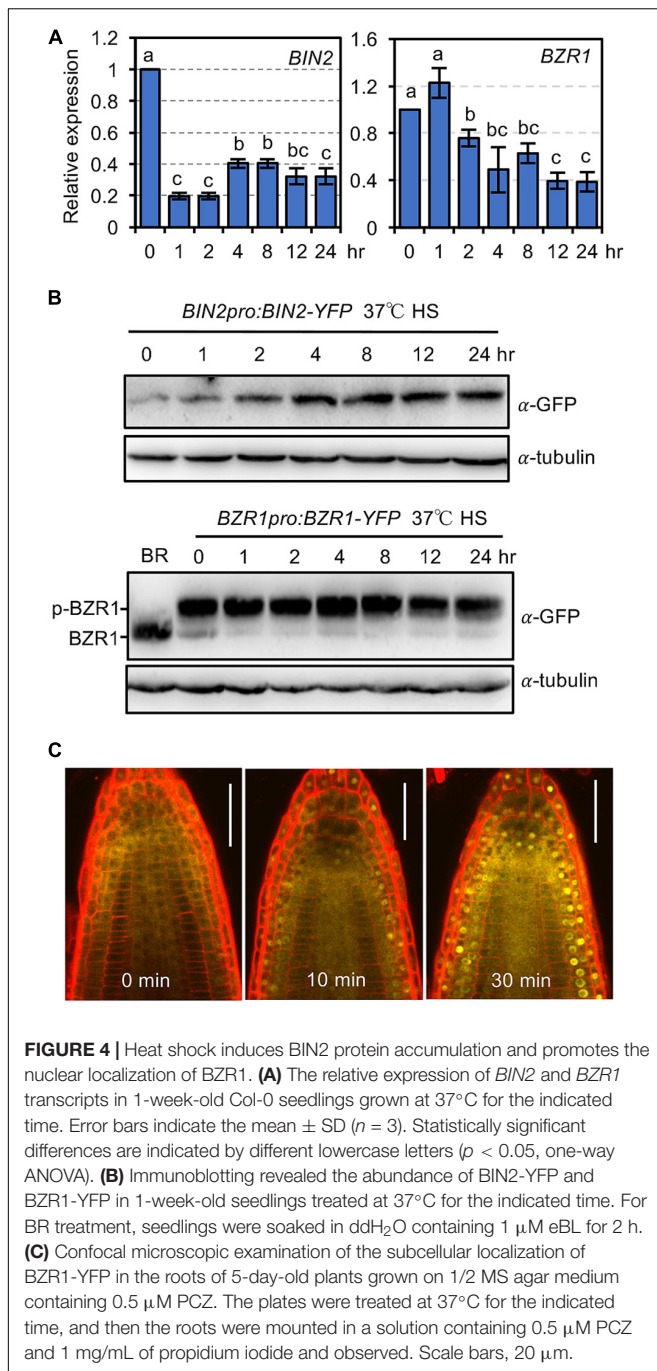 A
BIN2
BZR1
Relative expression
1.2
1
0.8
0.6
0.4
0.2
0
a
c
c
b
b
bc
c
0 1 2 4 8 12 24 hr
1.6
1.2
0.8
0.4
0
a
a
b
bc
bc
c
c
0 1 2 4 8 12 24 hr
B
BIN2pro:BIN2-YFP 37℃ HS
0 1 2 4 8 12 24 hr
α-GFP
α-tubulin
BZR1pro:BZR1-YFP 37℃ HS
BR 0 1 2 4 8 12 24 hr
p-BZR1
BZR1
α-GFP
α-tubulin
C
0 min
10 min
30 min
FIGURE 4 | Heat shock induces BIN2 protein accumulation and promotes the
nuclear localization of BZR1. (A) The relative expression of BIN2 and BZR1
transcripts in 1-week-old Col-0 seedlings grown at 37°C for the indicated
time. Error bars indicate the mean ± SD (n = 3). Statistically significant
differences are indicated by different lowercase letters (p < 0.05, one-way
ANOVA). (B) Immunoblotting revealed the abundance of BIN2-YFP and
BZR1-YFP in 1-week-old seedlings treated at 37°C for the indicated time. For
BR treatment, seedlings were soaked in ddH₂O containing 1 μM eBL for 2 h.
(C) Confocal microscopic examination of the subcellular localization of
BZR1-YFP in the roots of 5-day-old plants grown on 1/2 MS agar medium
containing 0.5 μM PCZ. The plates were treated at 37°C for the indicated
time, and then the roots were mounted in a solution containing 0.5 μM PCZ
and 1 mg/mL of propidium iodide and observed. Scale bars, 20 μm.